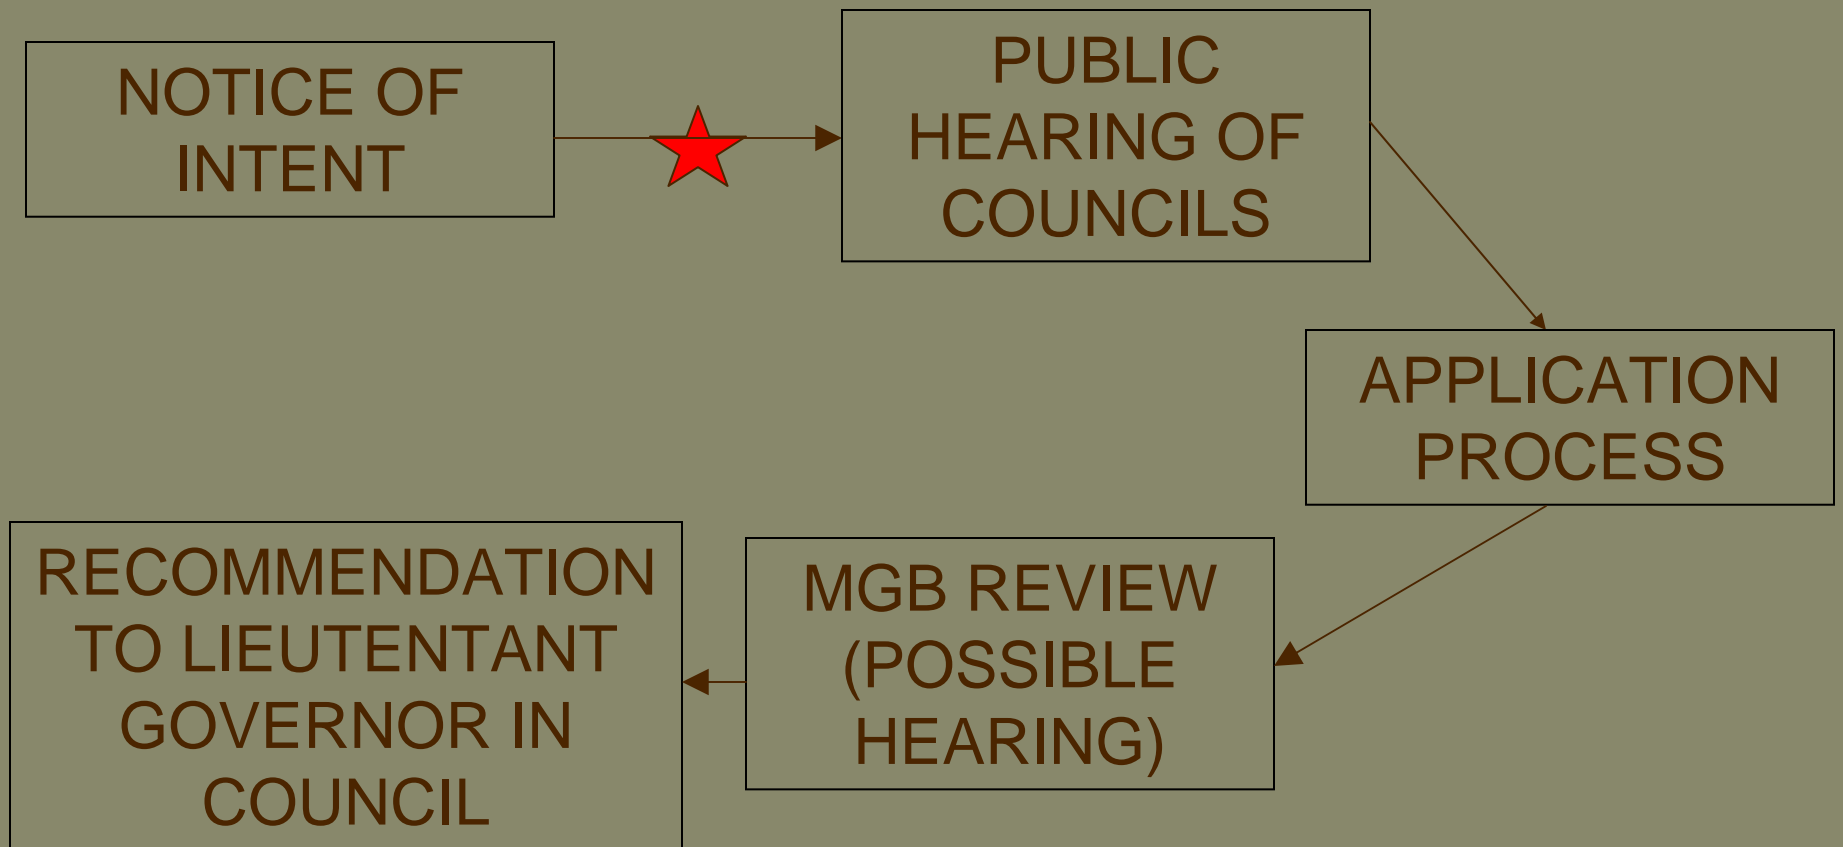 NOTICE OF
INTENT
PUBLIC
HEARING OF
COUNCILS
APPLICATION
PROCESS
MGB REVIEW
(POSSIBLE
HEARING)
RECOMMENDATION
TO LIEUTENTANT
GOVERNOR IN
COUNCIL